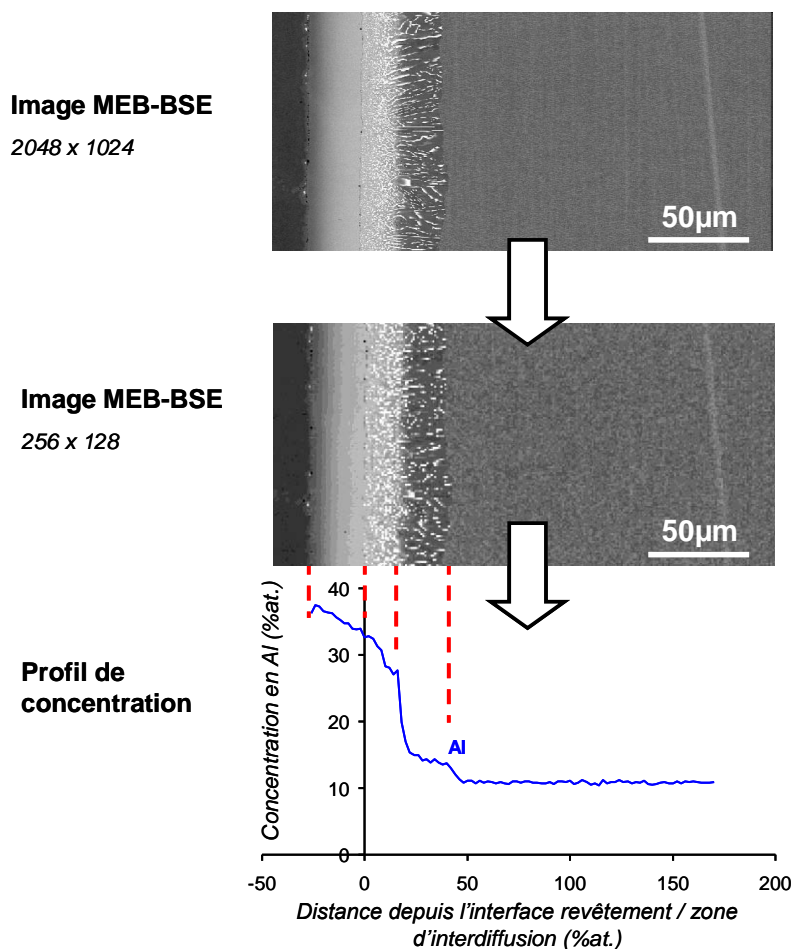 Image MEB-BSE
2048 x 1024
50µm
Image MEB-BSE
256 x 128
50µm
Profil de
concentration
Concentration en Al (%at.)
40
30
20
10
0
Al
-50
0
50
100
150
200
Distance depuis l'interface revêtement / zone
d'interdiffusion (%at.)